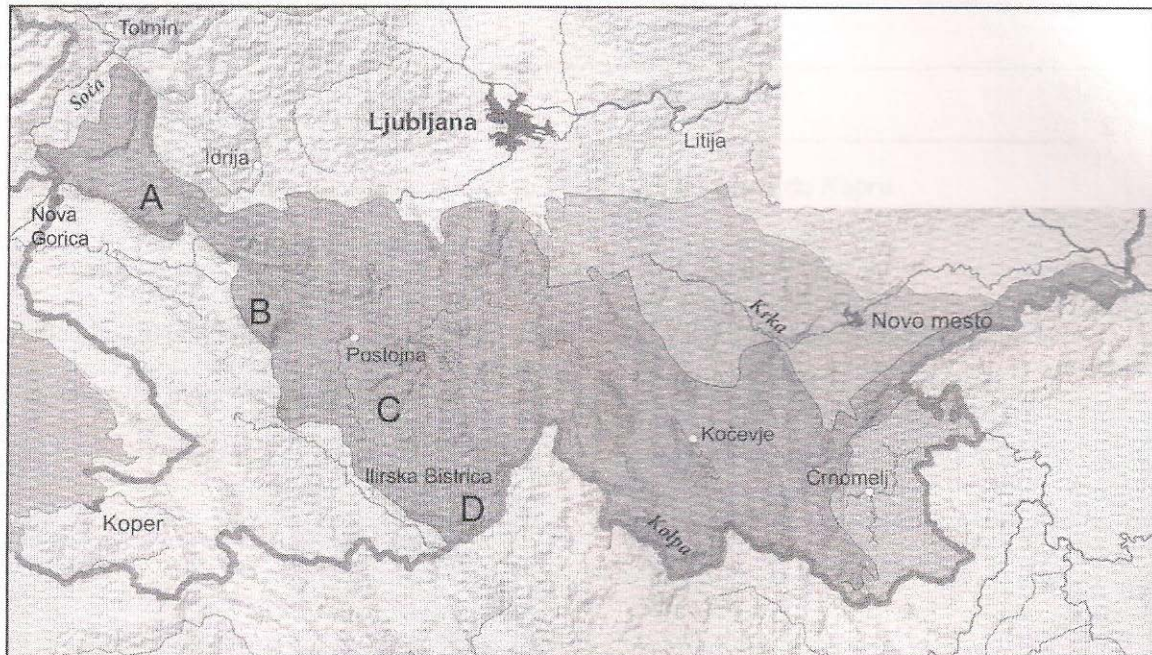 Tolmin
Soča
Ljubljana
Litija
Idrija
A
Nova
Gorica
B
Krka
Novo mesto
Postojna
C
Kočevje
Ilirska Bistrica
Črnomelj
D
Koper
Kolpa